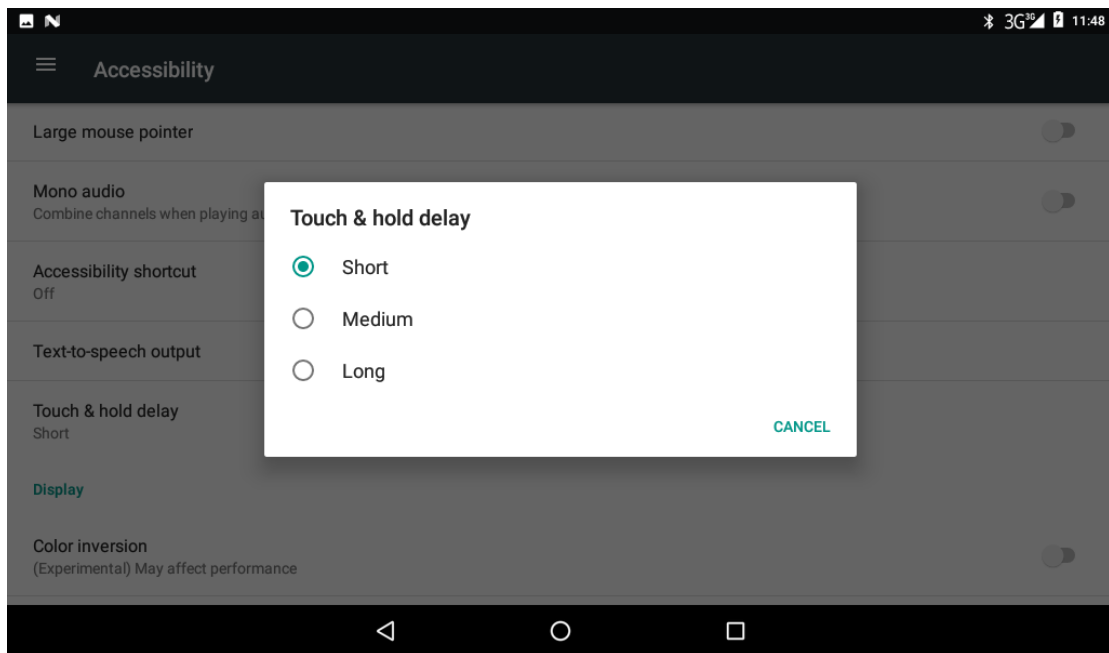 3G 3G 11:48
Accessibility
Large mouse pointer
Mono audio
Combine channels when playing au
Accessibility shortcut
Off
Text-to-speech output
Touch & hold delay
Short
Display
Color inversion
(Experimental) May affect performance
Touch & hold delay
Short
Medium
Long
CANCEL